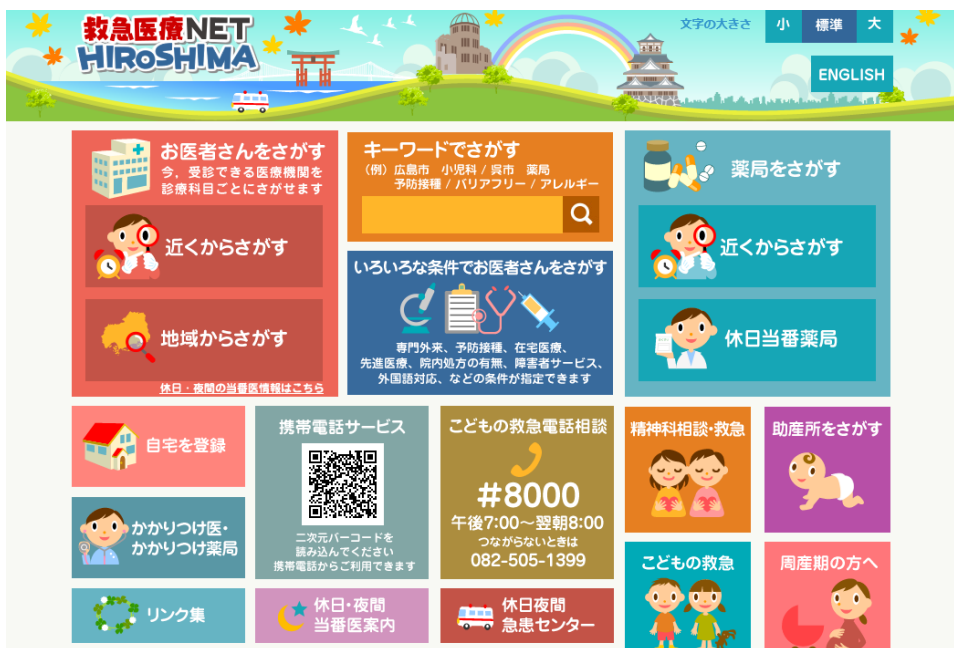 救急医療NET
HIROSHIMA
文字の大きさ 小 標準 大
ENGLISH
お医者さんをさがす
今，受診できる医療機関を
診療科目ごとにさがせます
近くからさがす
地域からさがす
休日・夜間の当番医情報はこちら
キーワードでさがす
（例）広島市 小児科 / 呉市 薬局
予防接種 / バリアフリー / アレルギー
いろいろな条件でお医者さんをさがす
専門外来、予防接種、在宅医療、
先進医療、院内処方の有無、障害者サービス、
外国語対応、などの条件が指定できます
薬局をさがす
近くからさがす
休日当番薬局
自宅を登録
かかりつけ医・
かかりつけ薬局
リンク集
携帯電話サービス
二次元バーコードを
読み込んでください
携帯電話からご利用できます
休日・夜間
当番医案内
こどもの救急電話相談
#8000
午後7:00～翌朝8:00
つながらないときは
082-505-1399
休日夜間
急患センター
精神科相談・救急
助産所をさがす
こどもの救急
周産期の方へ